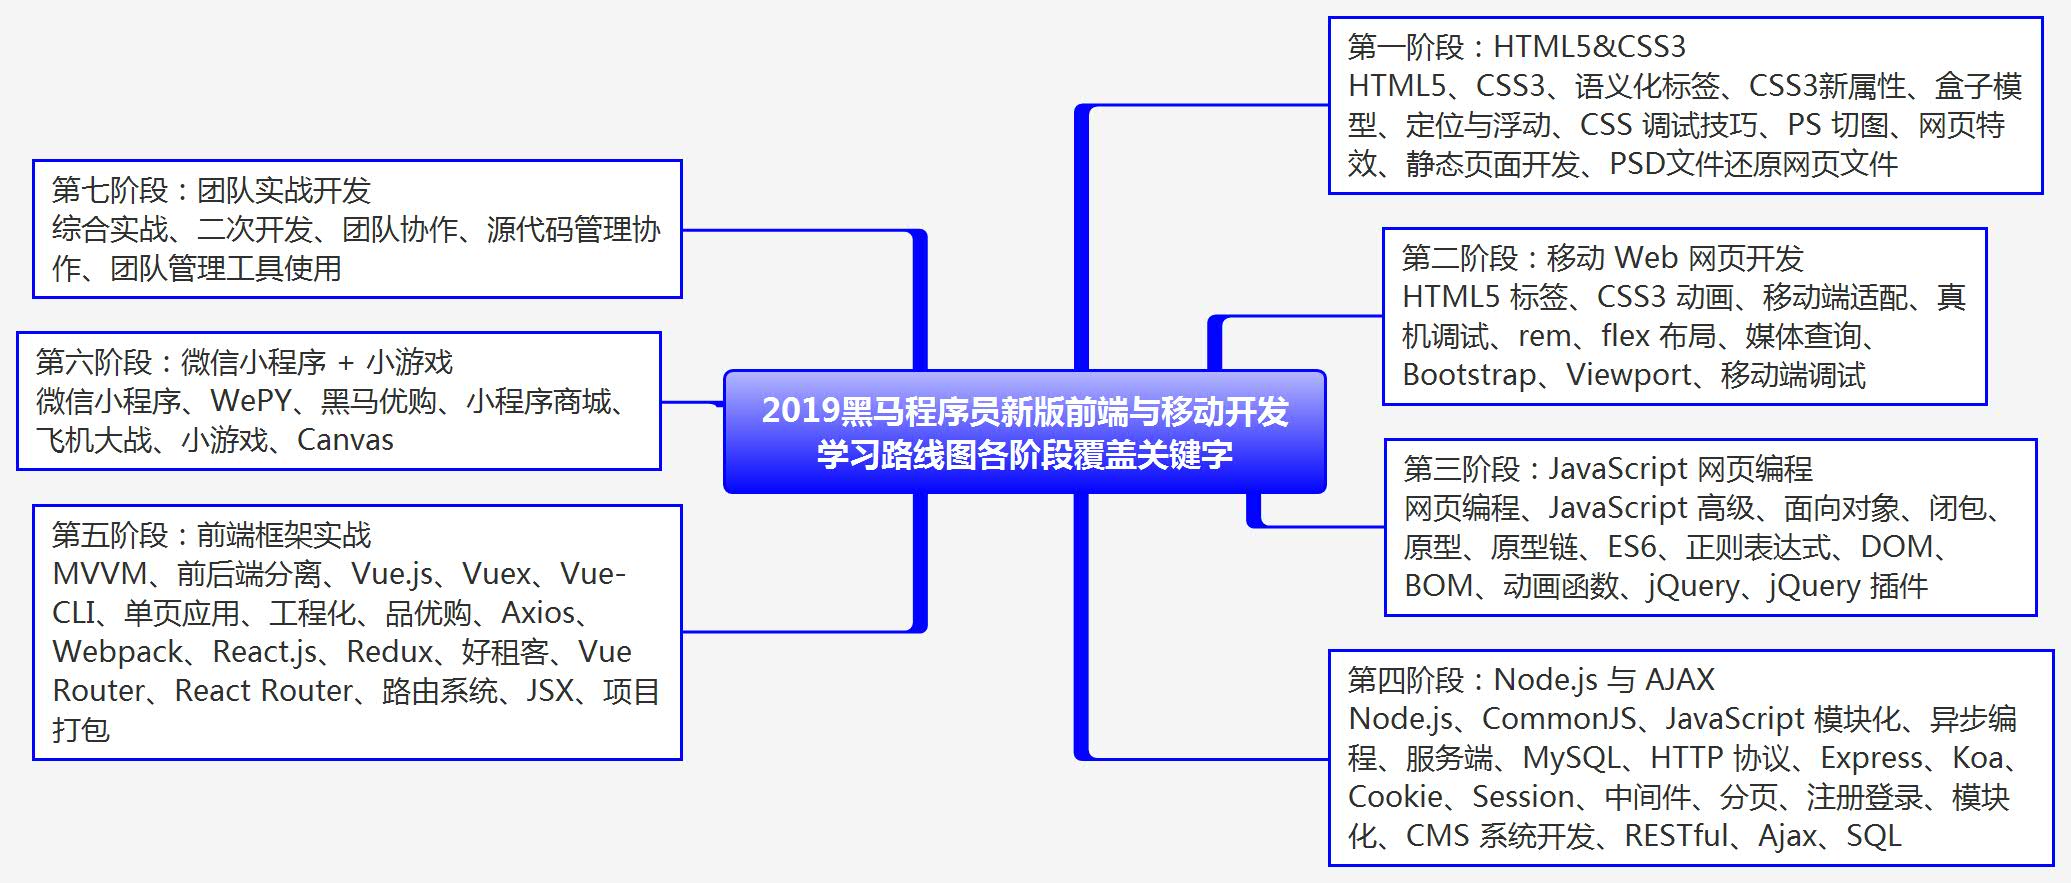 2019黑马程序员新版前端与移动开发
学习路线图各阶段覆盖关键字
第一阶段：HTML5&CSS3
HTML5、CSS3、语义化标签、CSS3新属性、盒子模
型、定位与浮动、CSS 调试技巧、PS 切图、网页特
效、静态页面开发、PSD文件还原网页文件
第二阶段：移动 Web 网页开发
HTML5 标签、CSS3 动画、移动端适配、真
机调试、rem、flex 布局、媒体查询、
Bootstrap、Viewport、移动端调试
第三阶段：JavaScript 网页编程
网页编程、JavaScript 高级、面向对象、闭包、
原型、原型链、ES6、正则表达式、DOM、
BOM、动画函数、jQuery、jQuery 插件
第四阶段：Node.js 与 AJAX
Node.js、CommonJS、JavaScript 模块化、异步编
程、服务端、MySQL、HTTP 协议、Express、Koa、
Cookie、Session、中间件、分页、注册登录、模块
化、CMS 系统开发、RESTful、Ajax、SQL
第五阶段：前端框架实战
MVVM、前后端分离、Vue.js、Vuex、Vue-
CLI、单页应用、工程化、品优购、Axios、
Webpack、React.js、Redux、好租客、Vue
Router、React Router、路由系统、JSX、项目
打包
第六阶段：微信小程序 + 小游戏
微信小程序、WePY、黑马优购、小程序商城、
飞机大战、小游戏、Canvas
第七阶段：团队实战开发
综合实战、二次开发、团队协作、源代码管理协
作、团队管理工具使用